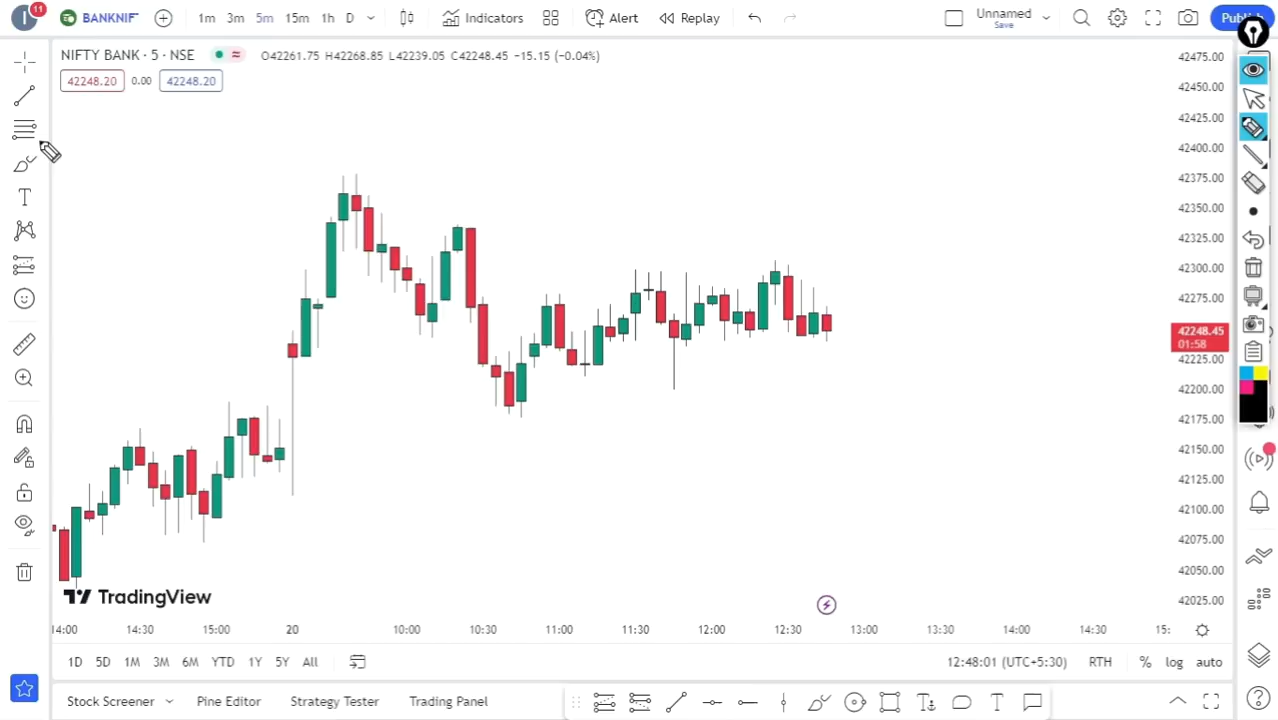 I
11
BANKNIF
1m 3m 5m 15m 1h D
Indicators
Alert
Replay
Unnamed
Save
Publi
NIFTY BANK · 5 · NSE
O42261.75 H42268.85 L42239.05 C42248.45 −15.15 (−0.04%)
42248.20 0.00 42248.20
42475.00
42450.00
42425.00
42400.00
42375.00
42350.00
42325.00
42300.00
42275.00
42248.45
01:58
42225.00
42200.00
42175.00
42150.00
42125.00
42100.00
42075.00
42050.00
42025.00
TradingView
14:00 14:30 15:00 20 10:00 10:30 11:00 11:30 12:00 12:30 13:00 13:30 14:00 14:30 15:
1D 5D 1M 3M 6M YTD 1Y 5Y All
12:48:01 (UTC+5:30) RTH % log auto
Stock Screener Pine Editor Strategy Tester Trading Panel